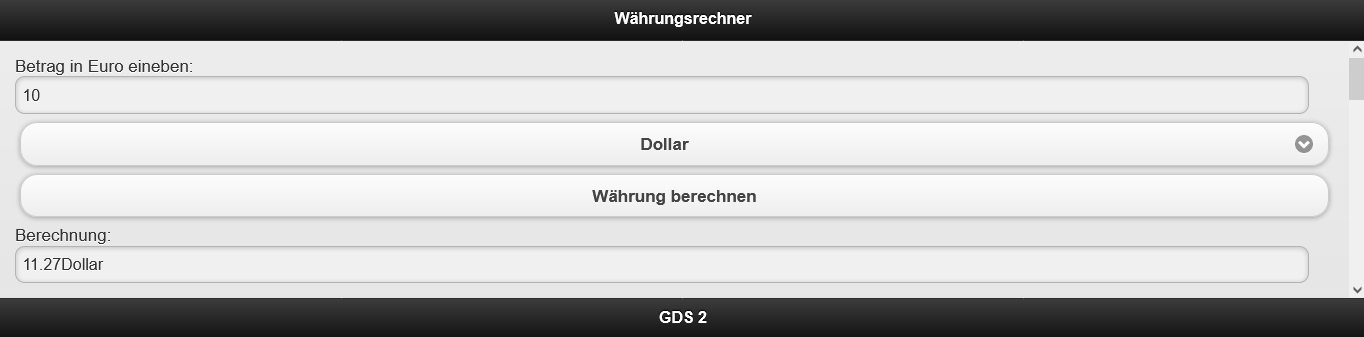 Währungsrechner
Betrag in Euro eineben:
10
Dollar
Währung berechnen
Berechnung:
11.27Dollar
GDS 2